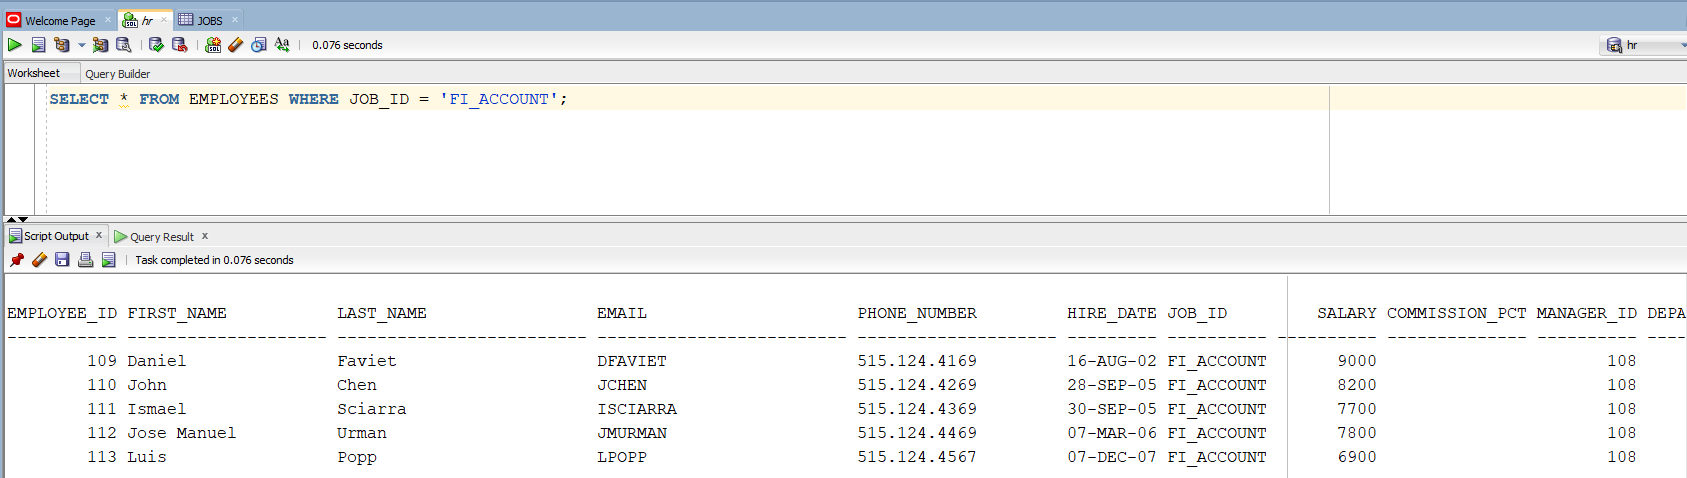 Welcome Page hr JOBS
0.076 seconds hr
Worksheet Query Builder
SELECT * FROM EMPLOYEES WHERE JOB_ID = 'FI_ACCOUNT';
Script Output x Query Result x
Task completed in 0.076 seconds
EMPLOYEE_ID FIRST_NAME LAST_NAME EMAIL PHONE_NUMBER HIRE_DATE JOB_ID SALARY COMMISSION_PCT MANAGER_ID DEPA
----------- -------------------- ------------------------- ------------------------- -------------------- --------- ---------- ---------- -------------- ---------- ----
109 Daniel Faviet DFAVIET 515.124.4169 16-AUG-02 FI_ACCOUNT 9000 108
110 John Chen JCHEN 515.124.4269 28-SEP-05 FI_ACCOUNT 8200 108
111 Ismael Sciarra ISCIARRA 515.124.4369 30-SEP-05 FI_ACCOUNT 7700 108
112 Jose Manuel Urman JMURMAN 515.124.4469 07-MAR-06 FI_ACCOUNT 7800 108
113 Luis Popp LPOPP 515.124.4567 07-DEC-07 FI_ACCOUNT 6900 108